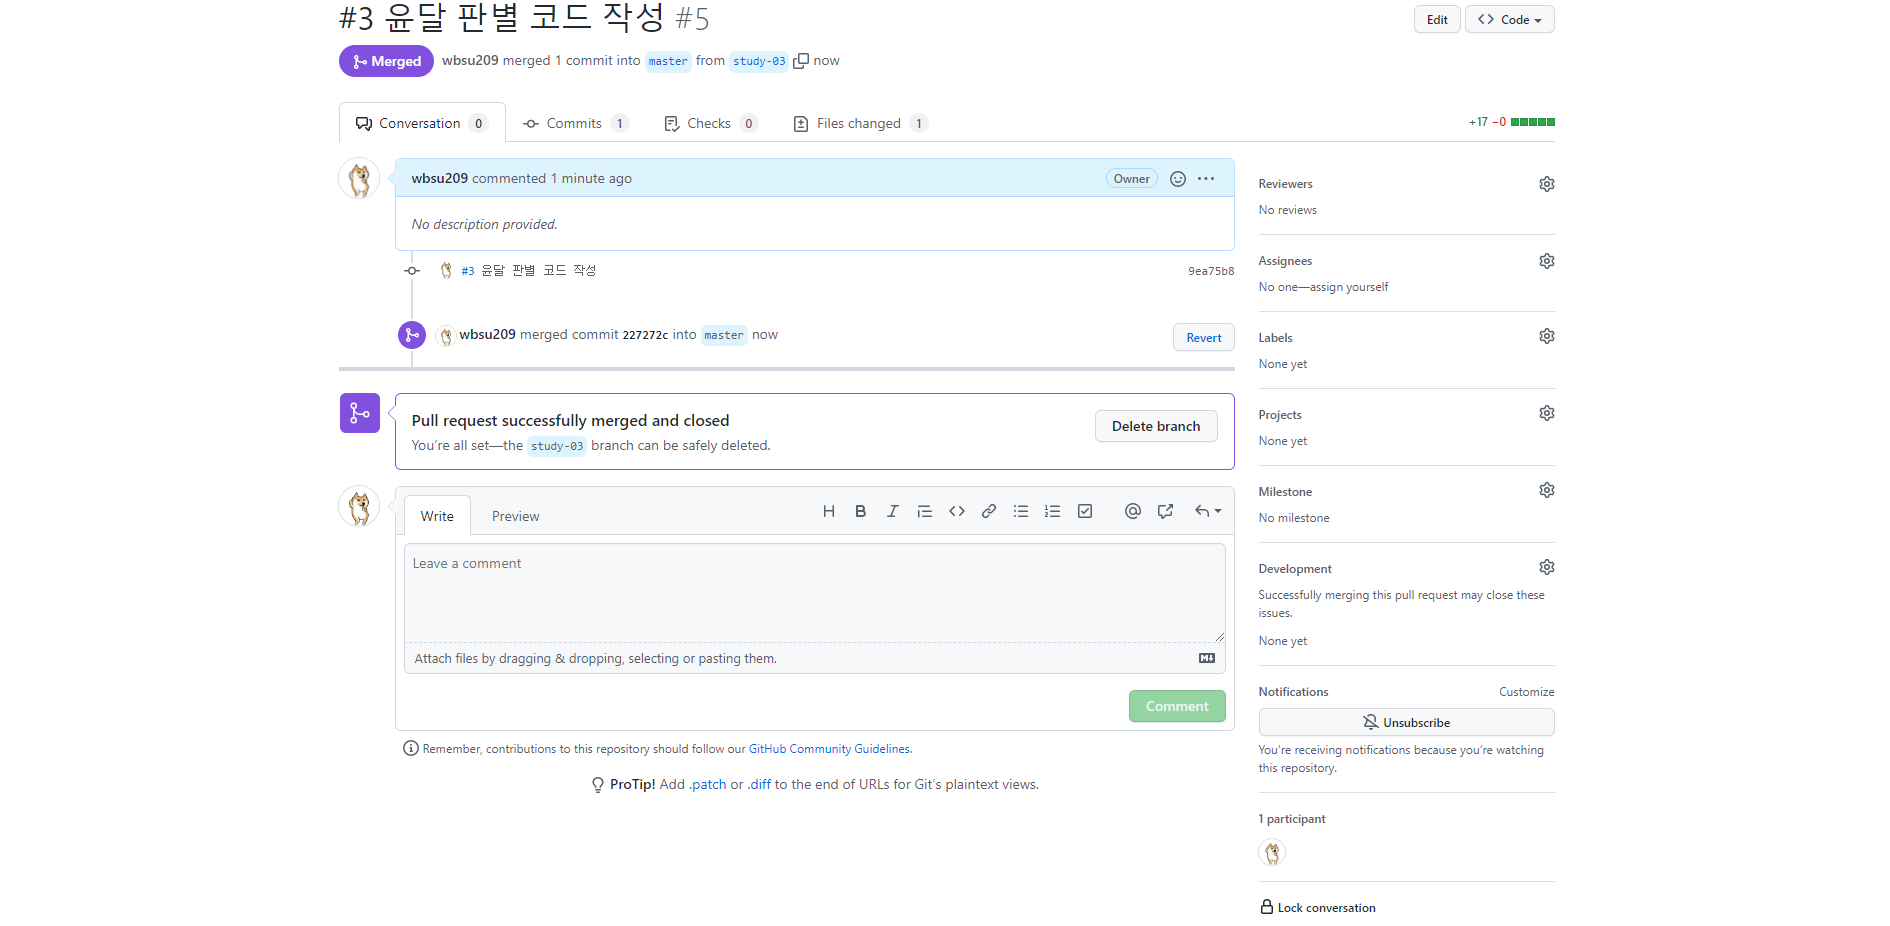 #3 윤달 판별 코드 작성 #5
Edit
Code
Merged
wbsu209 merged 1 commit into master from study-03 now
Conversation 0
Commits 1
Checks 0
Files changed 1
+17 −0
wbsu209 commented 1 minute ago
Owner
No description provided.
#3 윤달 판별 코드 작성
9ea75b8
wbsu209 merged commit 227272c into master now
Revert
Pull request successfully merged and closed
You're all set—the study-03 branch can be safely deleted.
Delete branch
Write
Preview
Leave a comment
Attach files by dragging & dropping, selecting or pasting them.
Comment
Remember, contributions to this repository should follow our GitHub Community Guidelines.
ProTip! Add .patch or .diff to the end of URLs for Git's plaintext views.
Reviewers
No reviews
Assignees
No one—assign yourself
Labels
None yet
Projects
None yet
Milestone
No milestone
Development
Successfully merging this pull request may close these
issues.
None yet
Notifications
Customize
Unsubscribe
You're receiving notifications because you're watching
this repository.
1 participant
Lock conversation